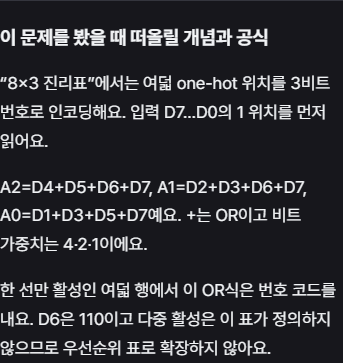 이 문제를 봤을 때 떠올릴 개념과 공식
“8×3 진리표”에서는 여덟 one-hot 위치를 3비트
번호로 인코딩해요. 입력 D7...D0의 1 위치를 먼저
읽어요.
A2=D4+D5+D6+D7, A1=D2+D3+D6+D7,
A0=D1+D3+D5+D7예요. +는 OR이고 비트
가중치는 4·2·1이에요.
한 선만 활성인 여덟 행에서 이 OR식은 번호 코드를
내요. D6은 110이고 다중 활성은 이 표가 정의하지
않으므로 우선순위 표로 확장하지 않아요.